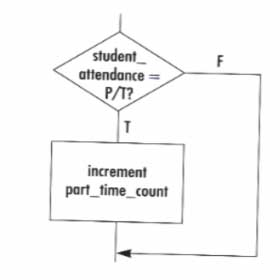 student_
attendance =
P/T?
F
T
increment
part_time_count